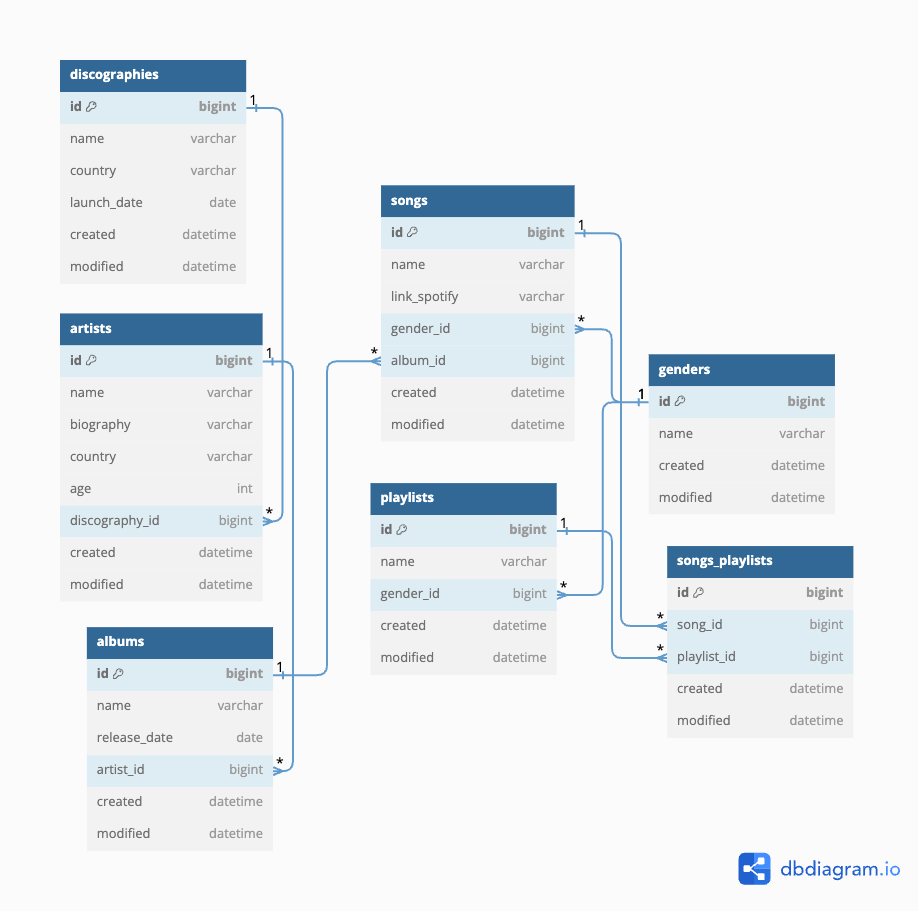 discographies
id bigint
name varchar
country varchar
launch_date date
created datetime
modified datetime
1
artists
id bigint
name varchar
biography varchar
country varchar
age int
discography_id bigint
created datetime
modified datetime
1
*
albums
id bigint
name varchar
release_date date
artist_id bigint
created datetime
modified datetime
1
*
songs
id bigint
name varchar
link_spotify varchar
gender_id bigint
album_id bigint
created datetime
modified datetime
1
*
*
playlists
id bigint
name varchar
gender_id bigint
created datetime
modified datetime
1
*
genders
id bigint
name varchar
created datetime
modified datetime
1
songs_playlists
id bigint
song_id bigint
playlist_id bigint
created datetime
modified datetime
*
*
dbdiagram.io